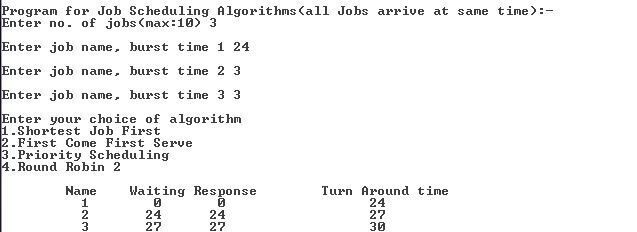 Program for Job Scheduling Algorithms(all Jobs arrive at same time):-
Enter no. of jobs(max:10) 3
Enter job name, burst time 1 24
Enter job name, burst time 2 3
Enter job name, burst time 3 3
Enter your choice of algorithm
1.Shortest Job First
2.First Come First Serve
3.Priority Scheduling
4.Round Robin 2
Name Waiting Response Turn Around time
1 0 0 24
2 24 24 27
3 27 27 30